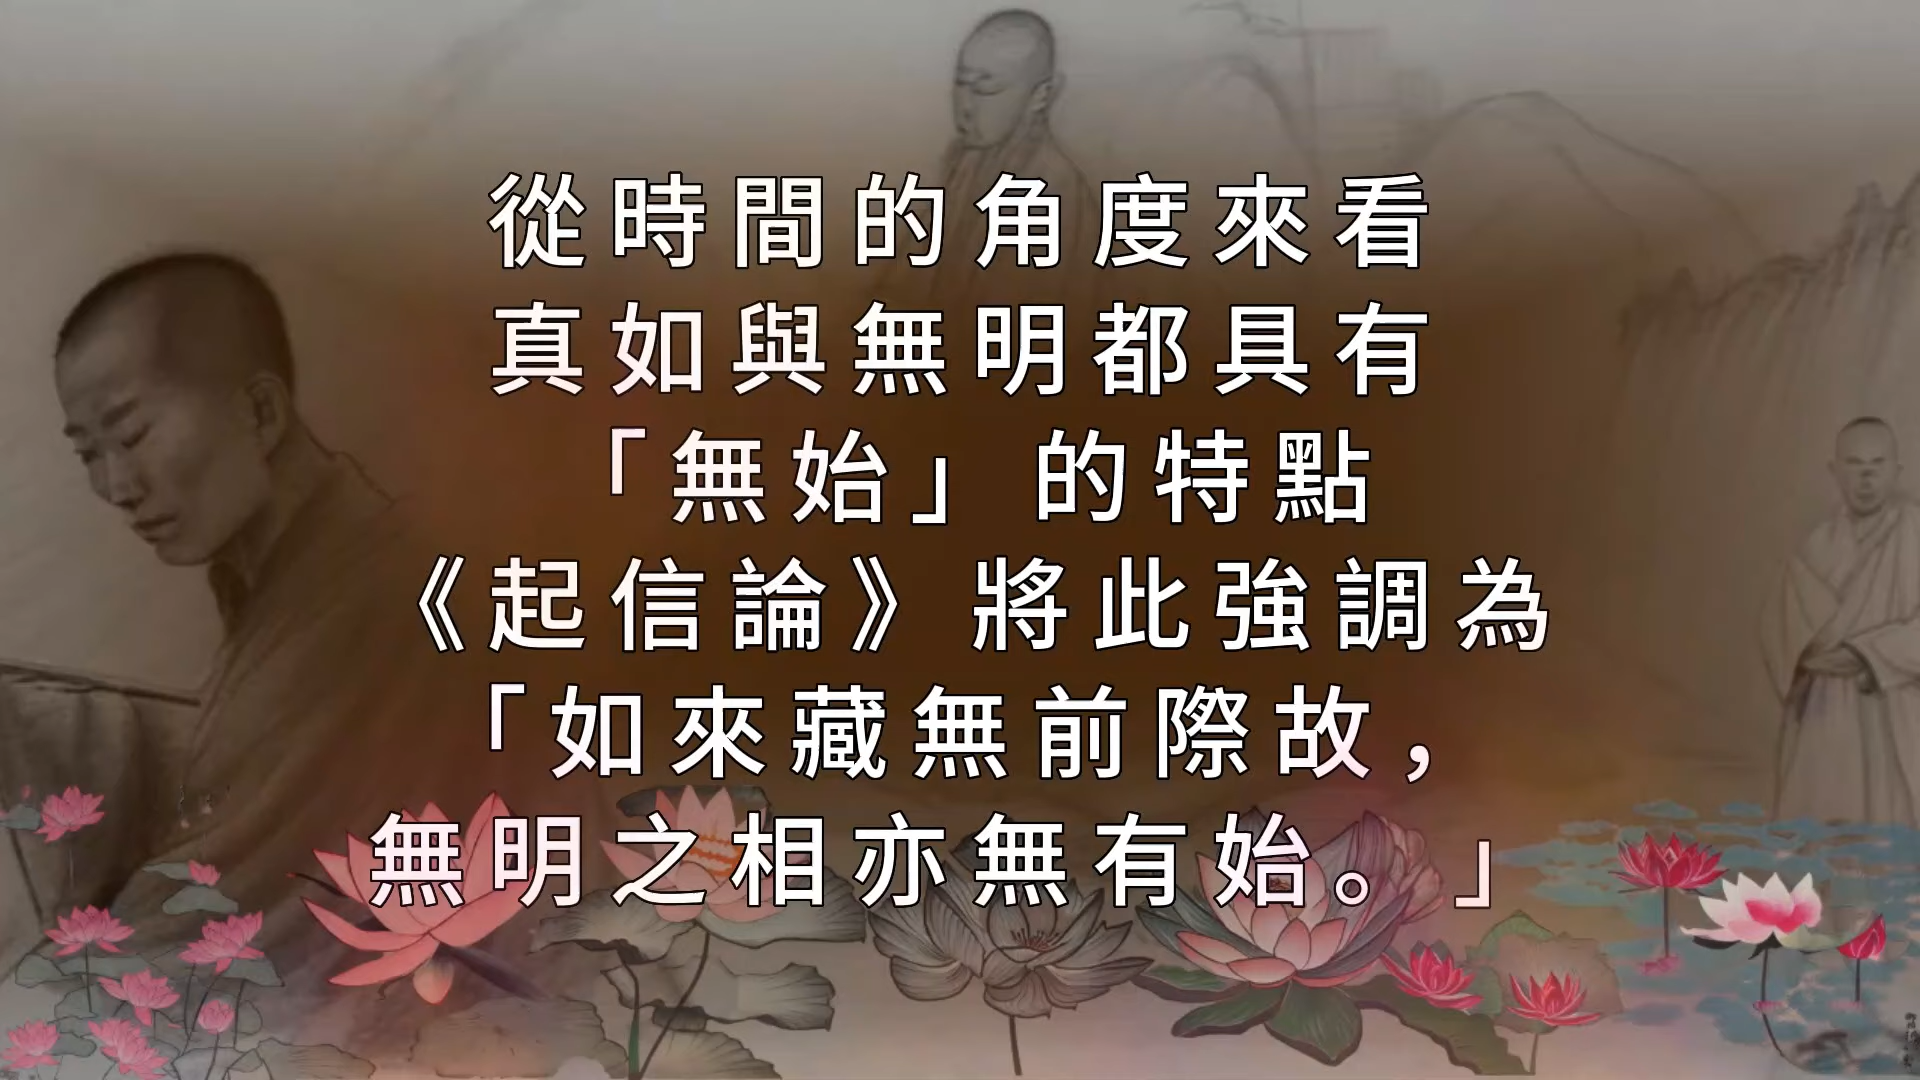 從時間的角度來看
真如與無明都具有
「無始」的特點
《起信論》將此強調為
「如來藏無前際故，
無明之相亦無有始。」